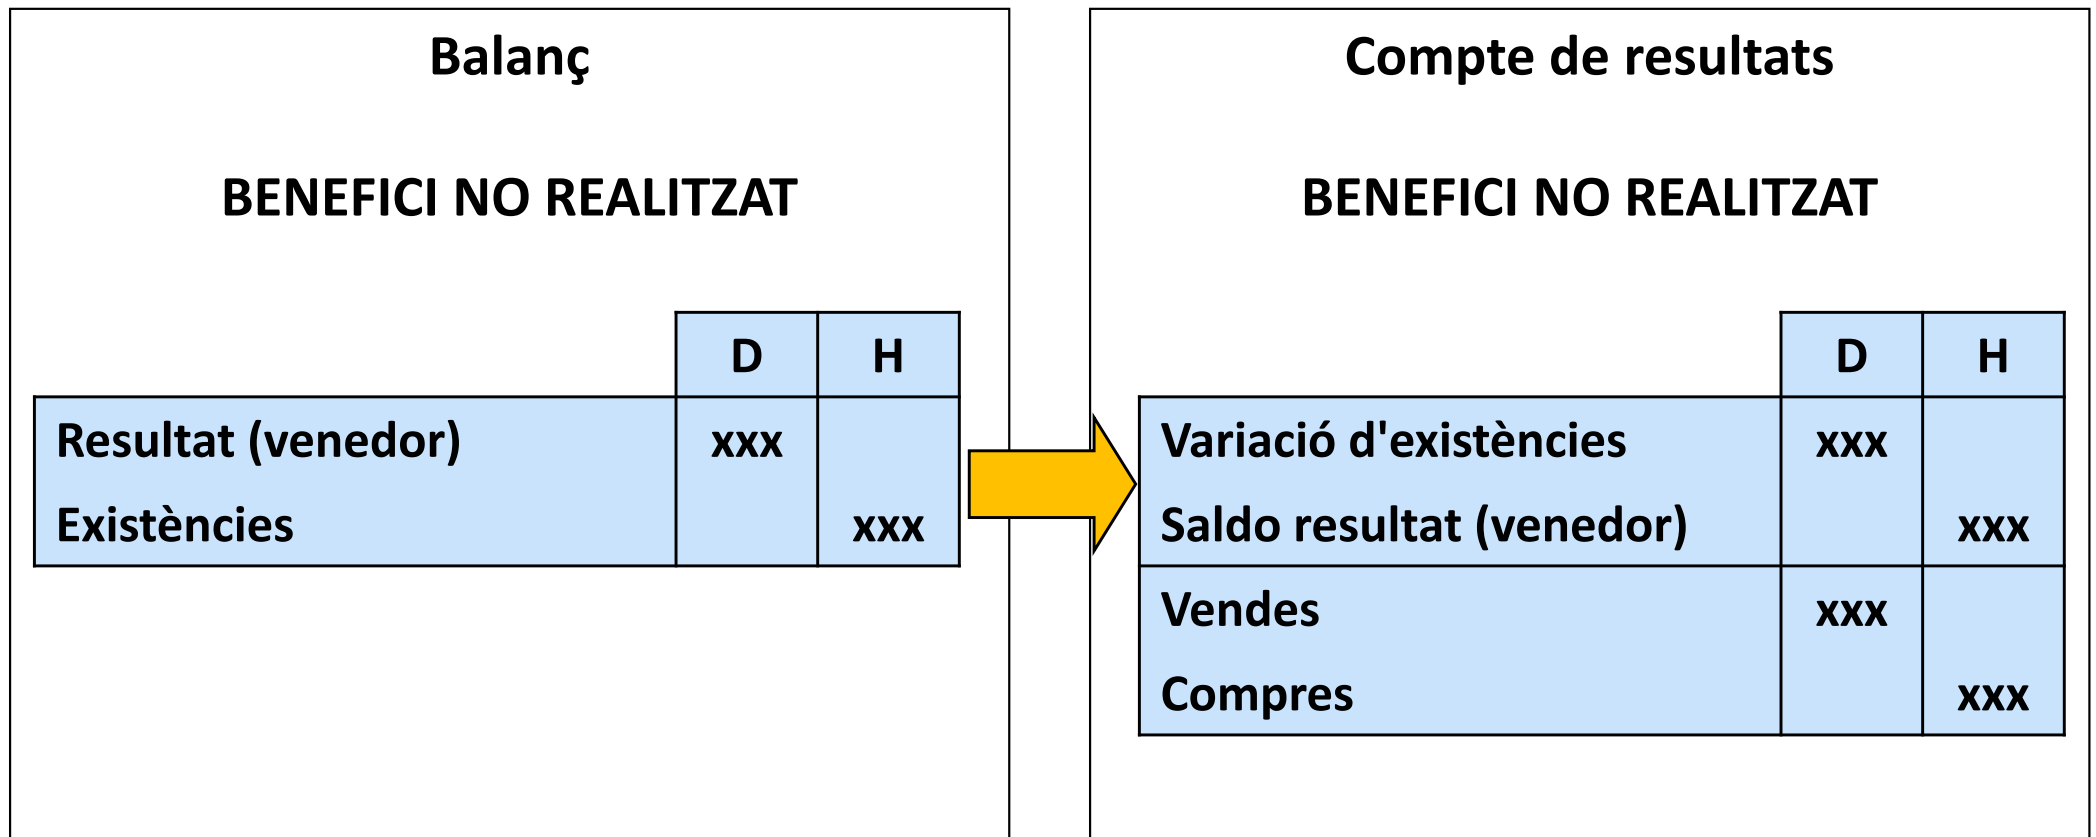 Balanç
BENEFICI NO REALITZAT
D H
Resultat (venedor) xxx
Existències xxx
Compte de resultats
BENEFICI NO REALITZAT
D H
Variació d'existències xxx
Saldo resultat (venedor) xxx
Vendes xxx
Compres xxx